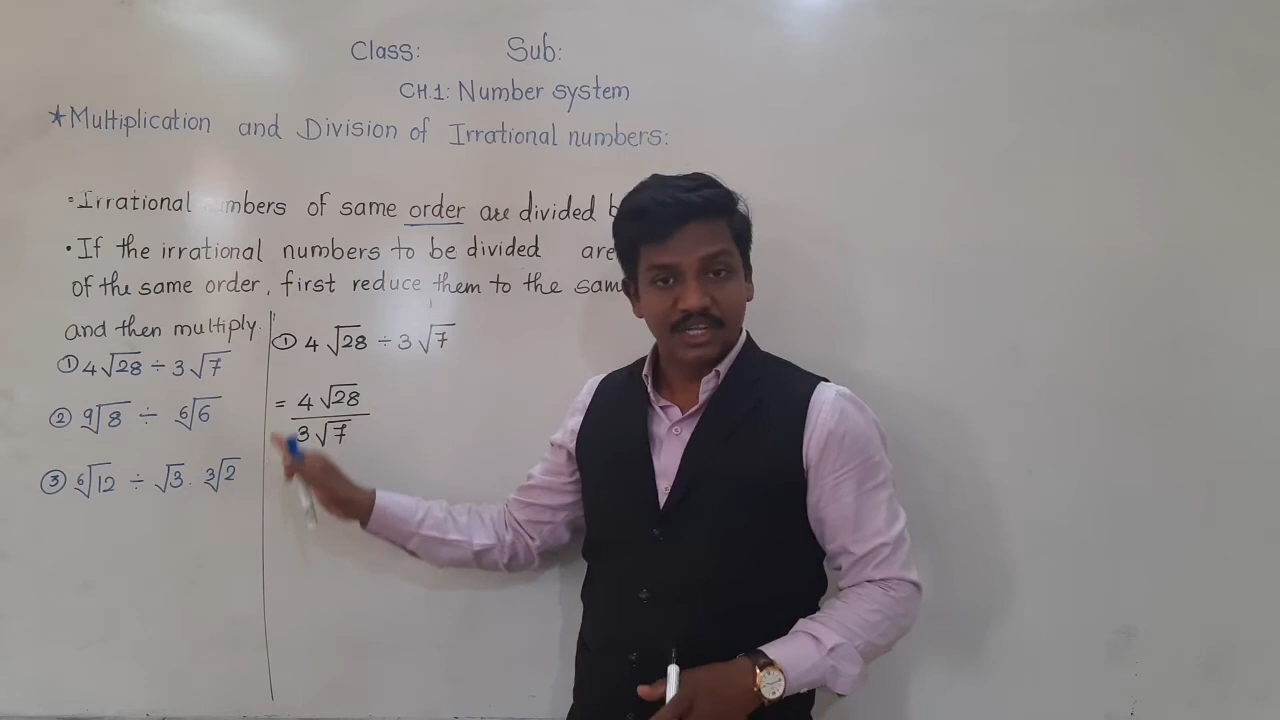 Class: Sub:
CH.1: Number system
*Multiplication and Division of Irrational numbers:
• Irrational numbers of same order are divided
• If the irrational numbers to be divided are
of the same order, first reduce them to the
and then multiply.
① 4√28 ÷ 3√7
② ⁹√8 ÷ ⁶√6
③ ⁶√12 ÷ √3 . ³√2
① 4√28 ÷ 3√7
= 4√28
3√7